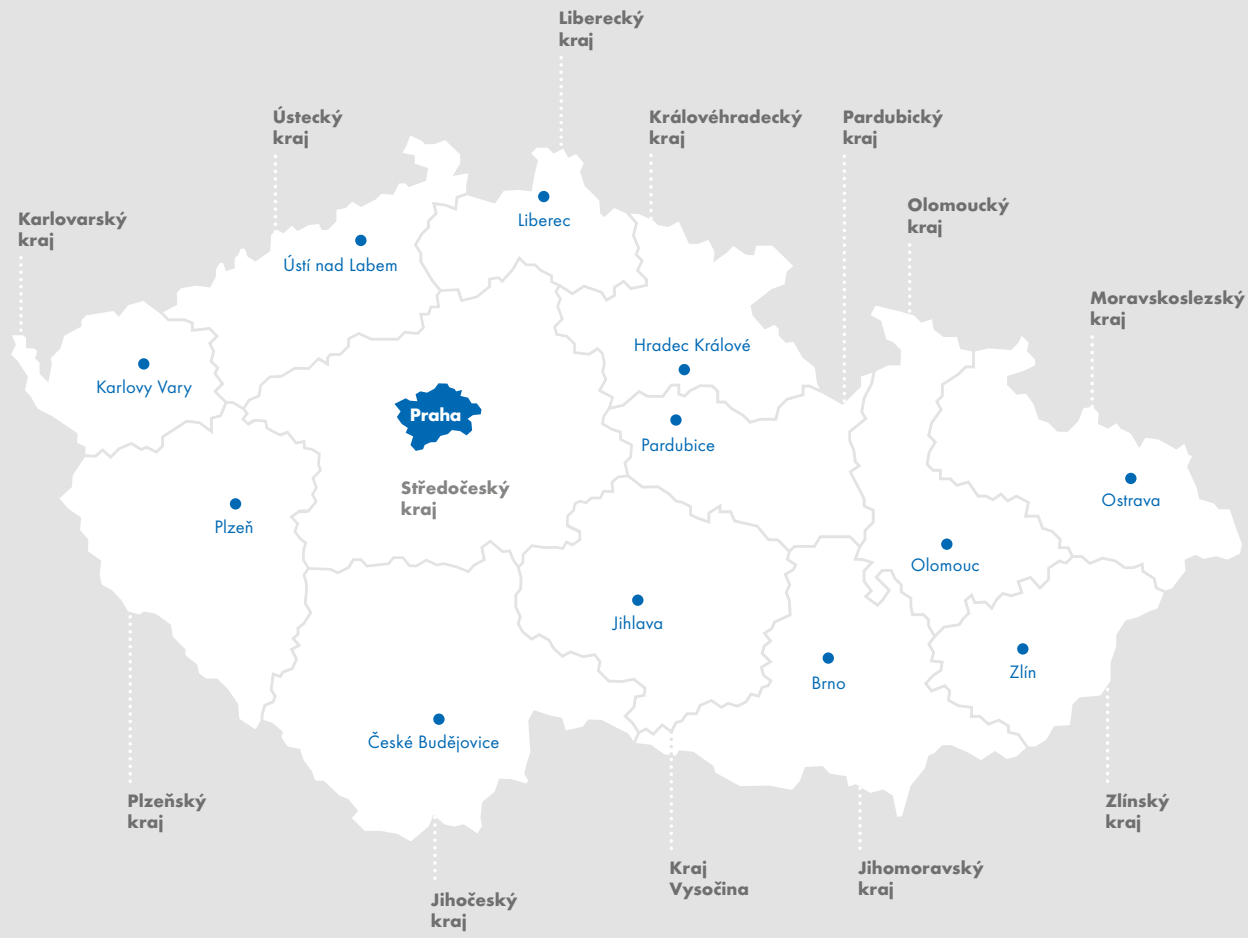 Liberecký
kraj
Ústecký
kraj
Královéhradecký
kraj
Pardubický
kraj
Karlovarský
kraj
Olomoucký
kraj
Moravskoslezský
kraj
Liberec
Ústí nad Labem
Hradec Králové
Karlovy Vary
Praha
Pardubice
Středočeský
kraj
Plzeň
Ostrava
Olomouc
Jihlava
Zlín
Brno
České Budějovice
Plzeňský
kraj
Zlínský
kraj
Kraj
Vysočina
Jihomoravský
kraj
Jihočeský
kraj